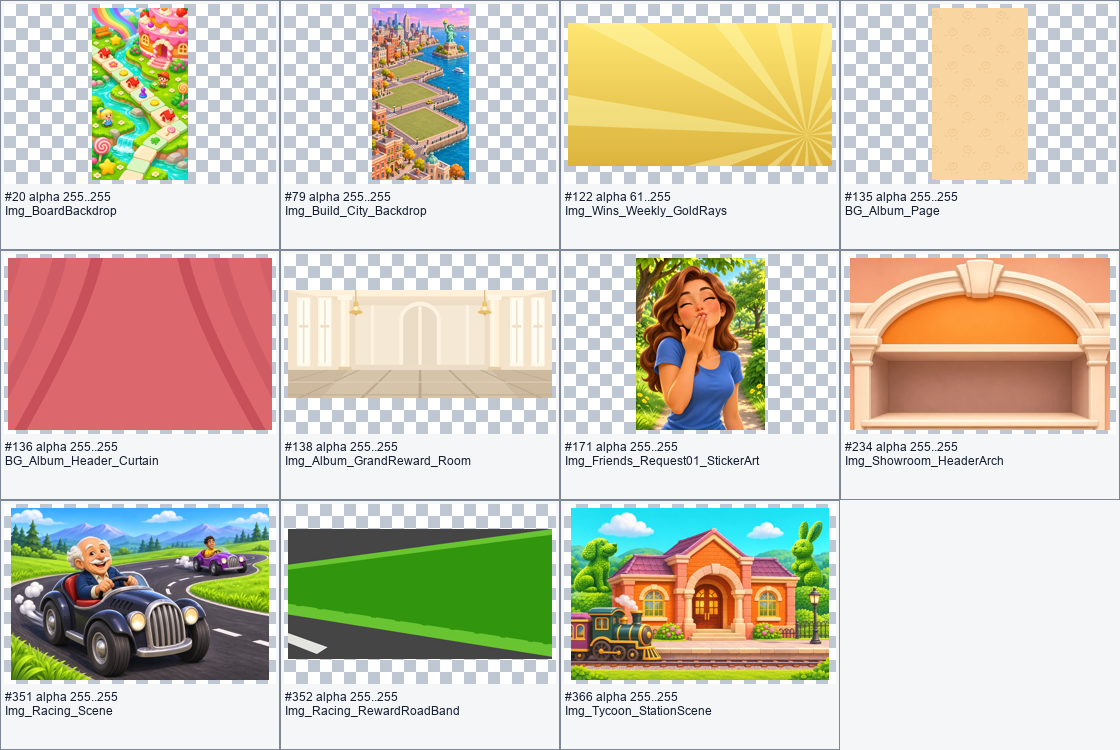 #20 alpha 255..255
Img_BoardBackdrop
#79 alpha 255..255
Img_Build_City_Backdrop
#122 alpha 61..255
Img_Wins_Weekly_GoldRays
#135 alpha 255..255
BG_Album_Page
#136 alpha 255..255
BG_Album_Header_Curtain
#138 alpha 255..255
Img_Album_GrandReward_Room
#171 alpha 255..255
Img_Friends_Request01_StickerArt
#234 alpha 255..255
Img_Showroom_HeaderArch
#351 alpha 255..255
Img_Racing_Scene
#352 alpha 255..255
Img_Racing_RewardRoadBand
#366 alpha 255..255
Img_Tycoon_StationScene